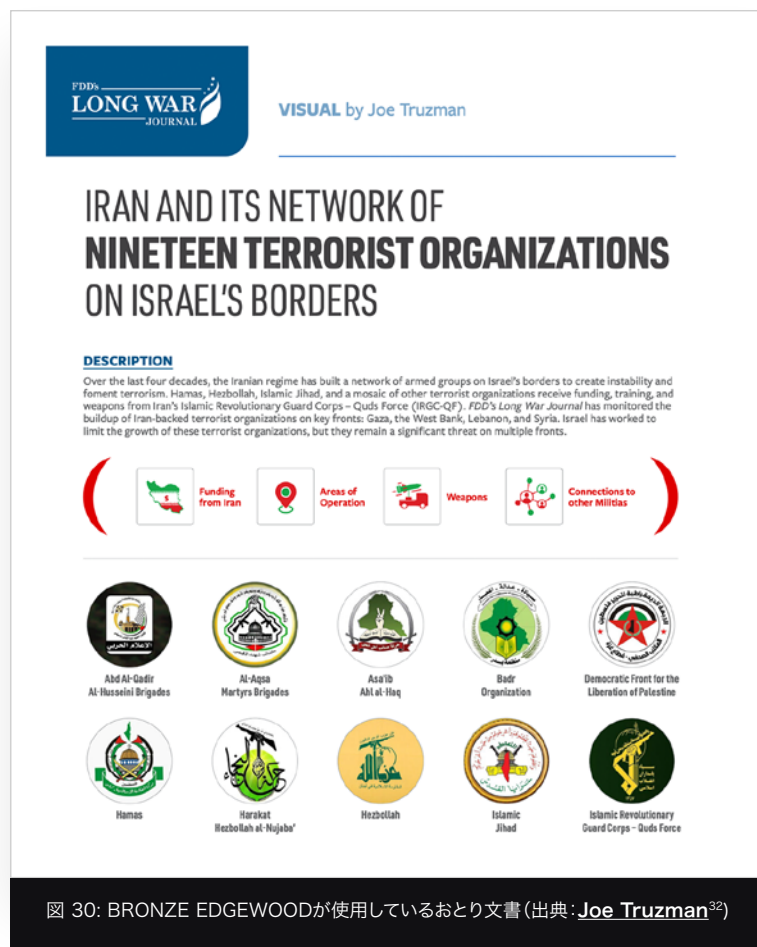 FDD's
LONG WAR
JOURNAL
VISUAL by Joe Truzman
IRAN AND ITS NETWORK OF
NINETEEN TERRORIST ORGANIZATIONS
ON ISRAEL'S BORDERS
DESCRIPTION
Over the last four decades, the Iranian regime has built a network of armed groups on Israel's borders to create instability and
foment terrorism. Hamas, Hezbollah, Islamic Jihad, and a mosaic of other terrorist organizations receive funding, training, and
weapons from Iran's Islamic Revolutionary Guard Corps – Quds Force (IRGC-QF). FDD's Long War Journal has monitored the
buildup of Iran-backed terrorist organizations on key fronts: Gaza, the West Bank, Lebanon, and Syria. Israel has worked to
limit the growth of these terrorist organizations, but they remain a significant threat on multiple fronts.
Funding
from Iran
Areas of
Operation
Weapons
Connections to
other Militias
الإعلام الحربي
Abd Al-Qadir
Al-Husseini Brigades
Al-Aqsa
Martyrs Brigades
Asa'ib
Ahl al-Haq
Badr
Organization
Democratic Front for the
Liberation of Palestine
Hamas
Harakat
Hezbollah al-Nujaba'
Hezbollah
Islamic
Jihad
Islamic Revolutionary
Guard Corps – Quds Force
図 30: BRONZE EDGEWOODが使用しているおとり文書(出典:Joe Truzman32)